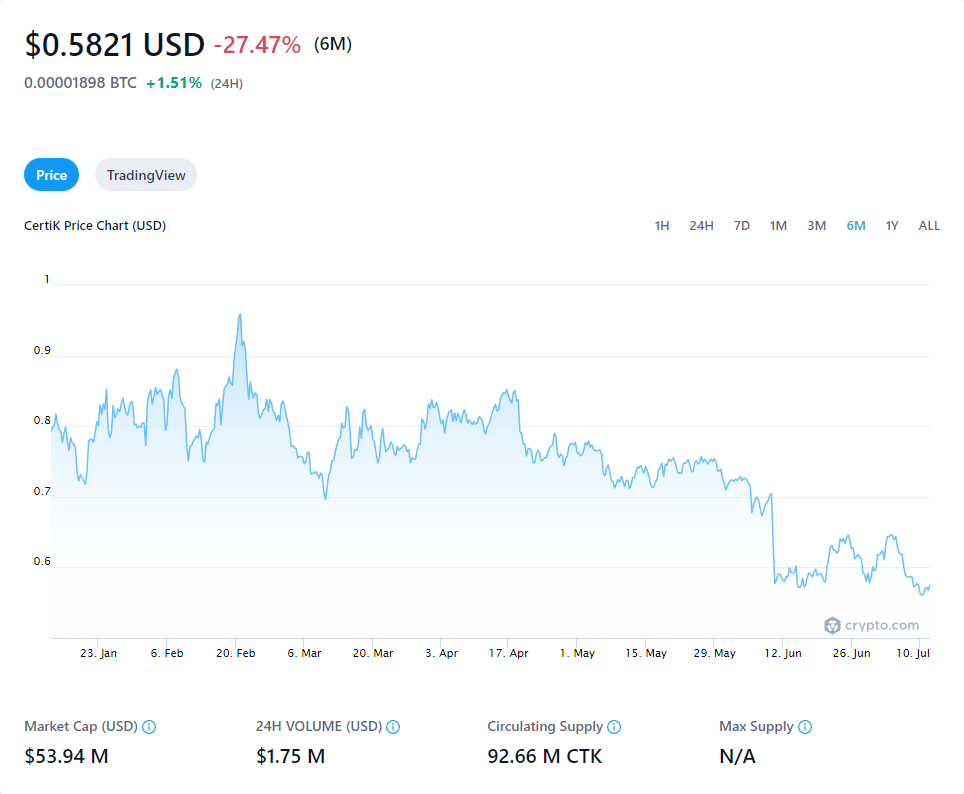 $0.5821 USD -27.47% (6M)
0.00001898 BTC +1.51% (24H)
Price TradingView
CertiK Price Chart (USD) 1H 24H 7D 1M 3M 6M 1Y ALL
1
0.9
0.8
0.7
0.6
crypto.com
23. Jan 6. Feb 20. Feb 6. Mar 20. Mar 3. Apr 17. Apr 1. May 15. May 29. May 12. Jun 26. Jun 10. Jul
Market Cap (USD) 24H VOLUME (USD) Circulating Supply Max Supply
$53.94 M $1.75 M 92.66 M CTK N/A